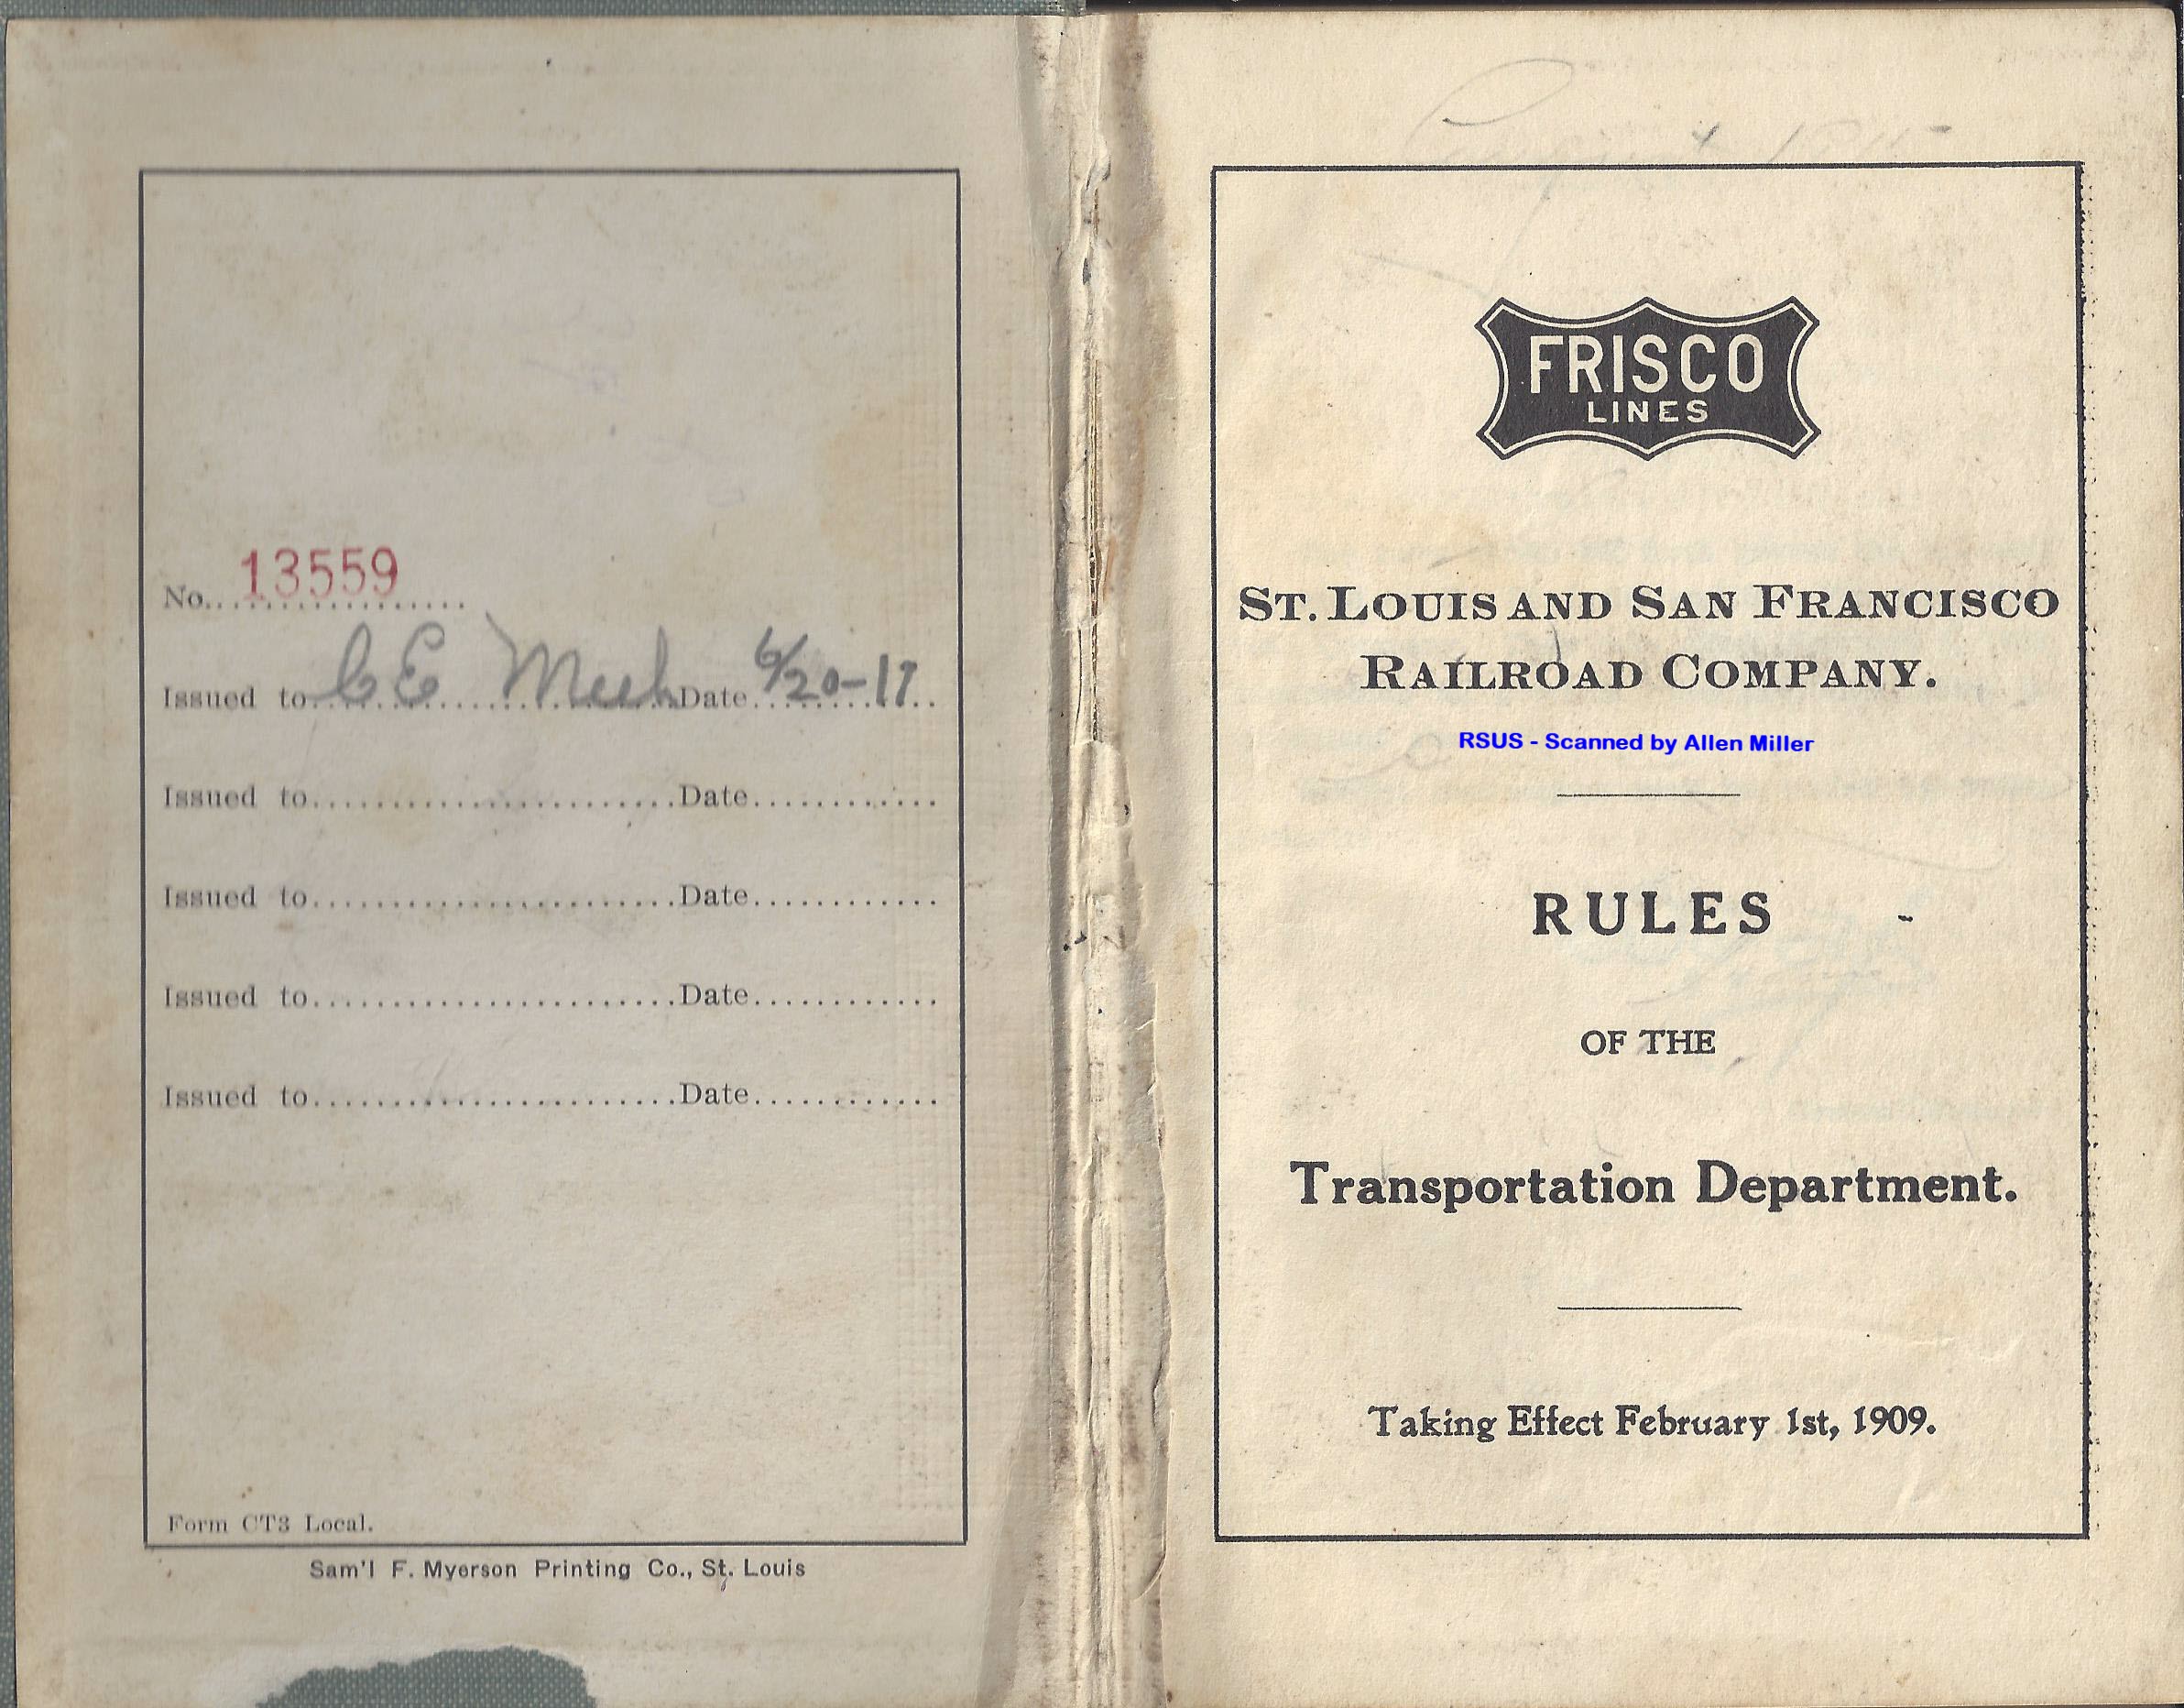 No. 13559
Issued to C E Meek Date 6/20-17
Issued to Date
Issued to Date
Issued to Date
Issued to Date
Form CT3 Local.
Sam'l F. Myerson Printing Co., St. Louis
FRISCO
LINES
ST. LOUIS AND SAN FRANCISCO
RAILROAD COMPANY.
RSUS - Scanned by Allen Miller
RULES
OF THE
Transportation Department.
Taking Effect February 1st, 1909.